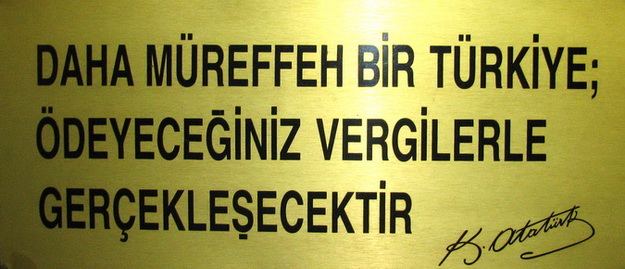 DAHA MÜREFFEH BİR TÜRKİYE;
ÖDEYECEĞİNİZ VERGİLERLE
GERÇEKLEŞECEKTİR
K. Atatürk